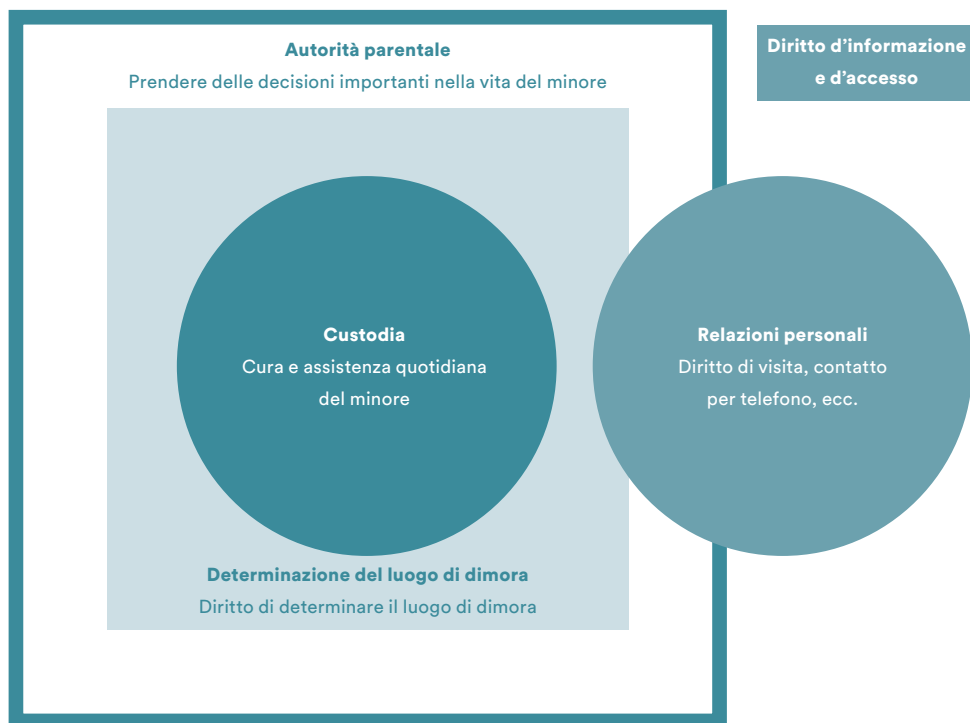 Autorità parentale
Prendere delle decisioni importanti nella vita del minore
Diritto d’informazione
e d’accesso
Custodia
Cura e assistenza quotidiana
del minore
Relazioni personali
Diritto di visita, contatto
per telefono, ecc.
Determinazione del luogo di dimora
Diritto di determinare il luogo di dimora